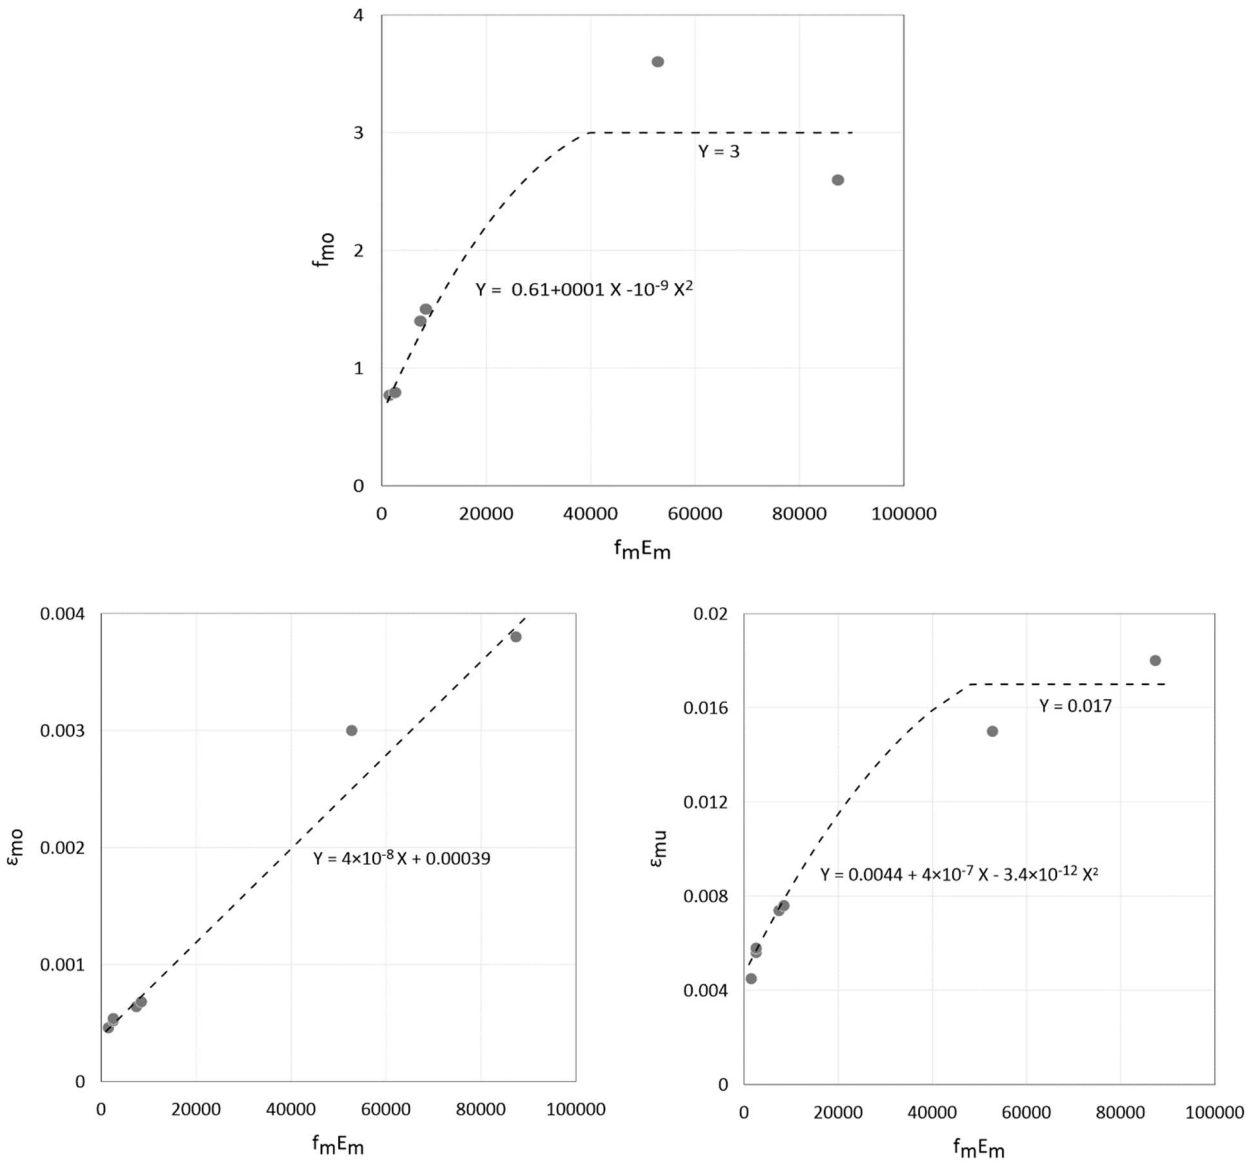 4
3
2
1
0
f_mo
Y = 3
Y = 0.61+0001 X -10⁻⁹ X²
0 20000 40000 60000 80000 100000
f_mE_m
0.004
0.003
0.002
0.001
0
ε_mo
Y = 4×10⁻⁸ X + 0.00039
0 20000 40000 60000 80000 100000
f_mE_m
0.02
0.016
0.012
0.008
0.004
0
ε_mu
Y = 0.017
Y = 0.0044 + 4×10⁻⁷ X - 3.4×10⁻¹² X²
0 20000 40000 60000 80000 100000
f_mE_m